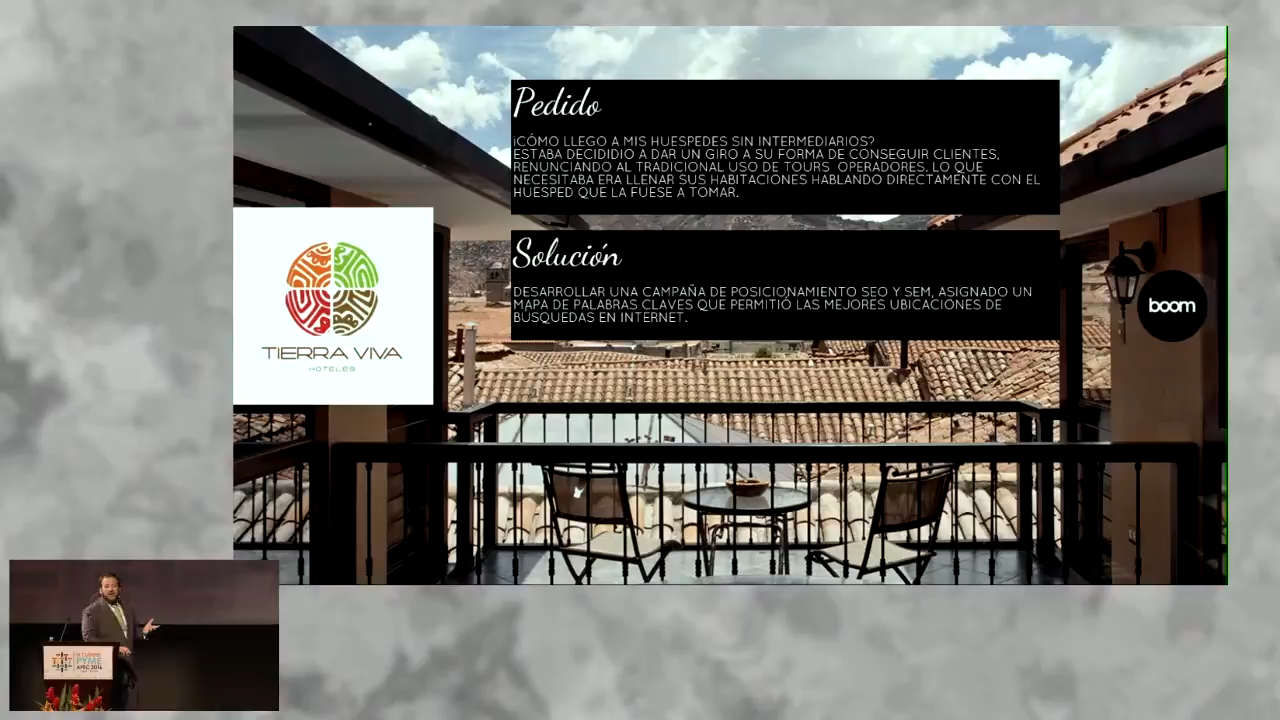 Pedido
¡CÓMO LLEGO A MIS HUESPEDES SIN INTERMEDIARIOS?
ESTABA DECIDIDIO A DAR UN GIRO A SU FORMA DE CONSEGUIR CLIENTES,
RENUNCIANDO AL TRADICIONAL USO DE TOURS OPERADORES. LO QUE
NECESITABA ERA LLENAR SUS HABITACIONES HABLANDO DIRECTAMENTE CON EL
HUESPED QUE LA FUESE A TOMAR.
Solución
DESARROLLAR UNA CAMPAÑA DE POSICIONAMIENTO SEO Y SEM, ASIGNADO UN
MAPA DE PALABRAS CLAVES QUE PERMITIÓ LAS MEJORES UBICACIONES DE
BÚSQUEDAS EN INTERNET.
TIERRA VIVA
HOTELES
boom
PYME
APEC 2016